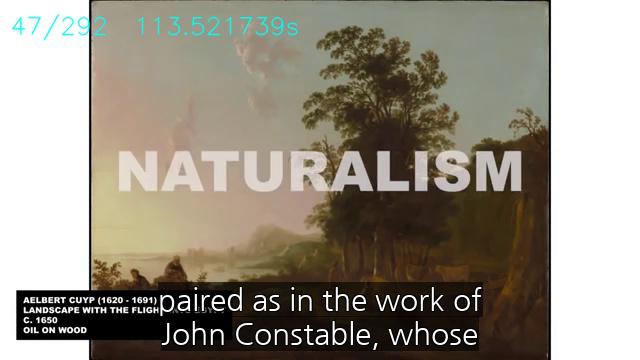 47/292 113.521739s
NATURALISM
AELBERT CUYP (1620 - 1691)
LANDSCAPE WITH THE FLIGH
C. 1650
OIL ON WOOD
paired as in the work of
John Constable, whose